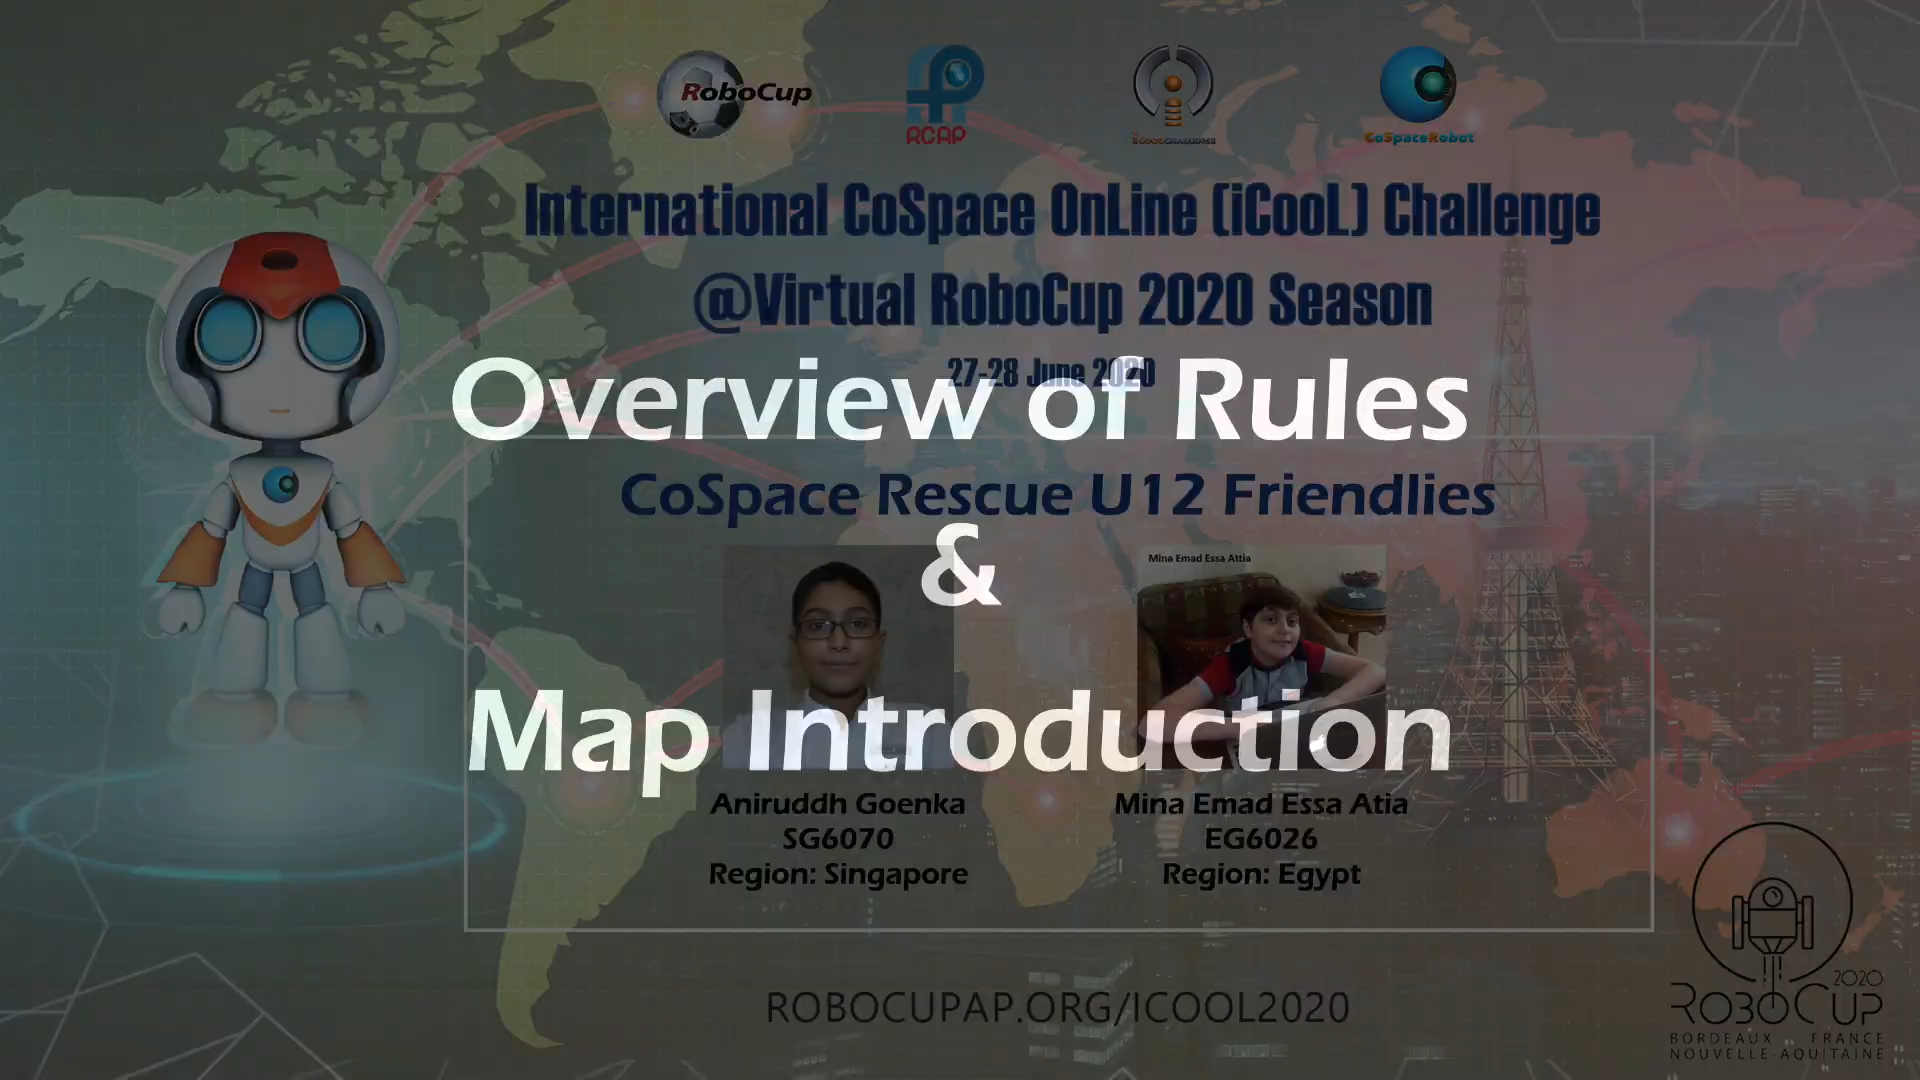 RoboCup
RCAP
iCOOLCHALLENGE
CoSpaceRobot
International CoSpace OnLine (iCooL) Challenge
@Virtual RoboCup 2020 Season
27-28 June 2020
Overview of Rules
CoSpace Rescue U12 Friendlies
&
Mina Emad Essa Attia
Map Introduction
Aniruddh Goenka
SG6070
Region: Singapore
Mina Emad Essa Atia
EG6026
Region: Egypt
ROBOCUPAP.ORG/ICOOL2020
2020
ROBOCUP
BORDEAUX FRANCE
NOUVELLE-AQUITAINE